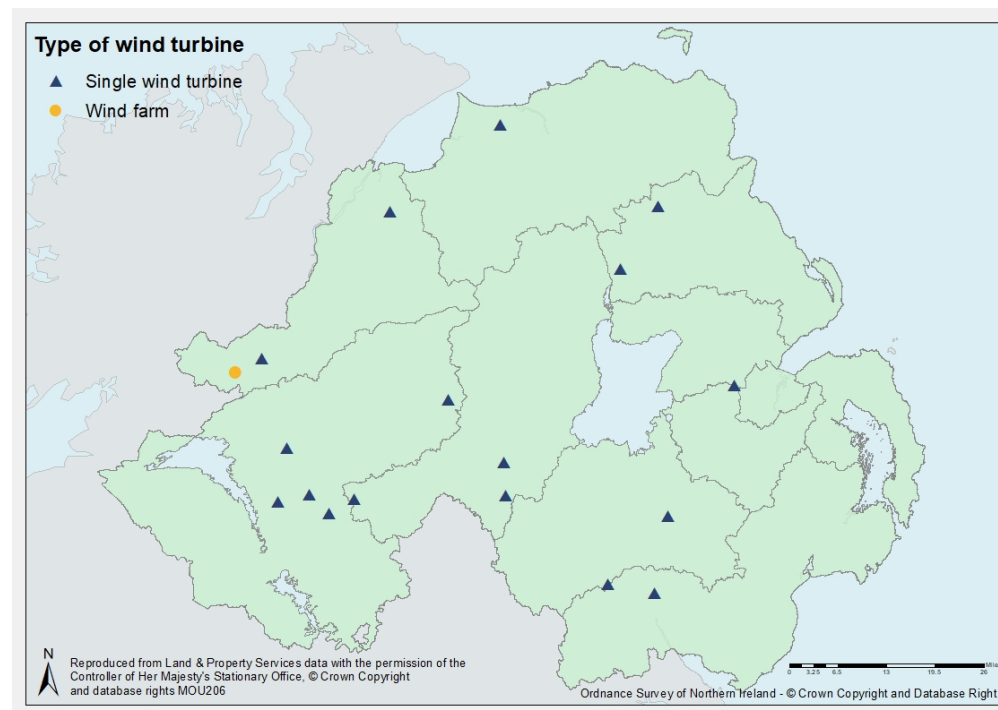 Type of wind turbine
Single wind turbine
Wind farm
N
Reproduced from Land & Property Services data with the permission of the
Controller of Her Majesty's Stationary Office, © Crown Copyright
and database rights MOU206
0 3.25 6.5 13 19.5 26
Ordnance Survey of Northern Ireland - © Crown Copyright and Database Right